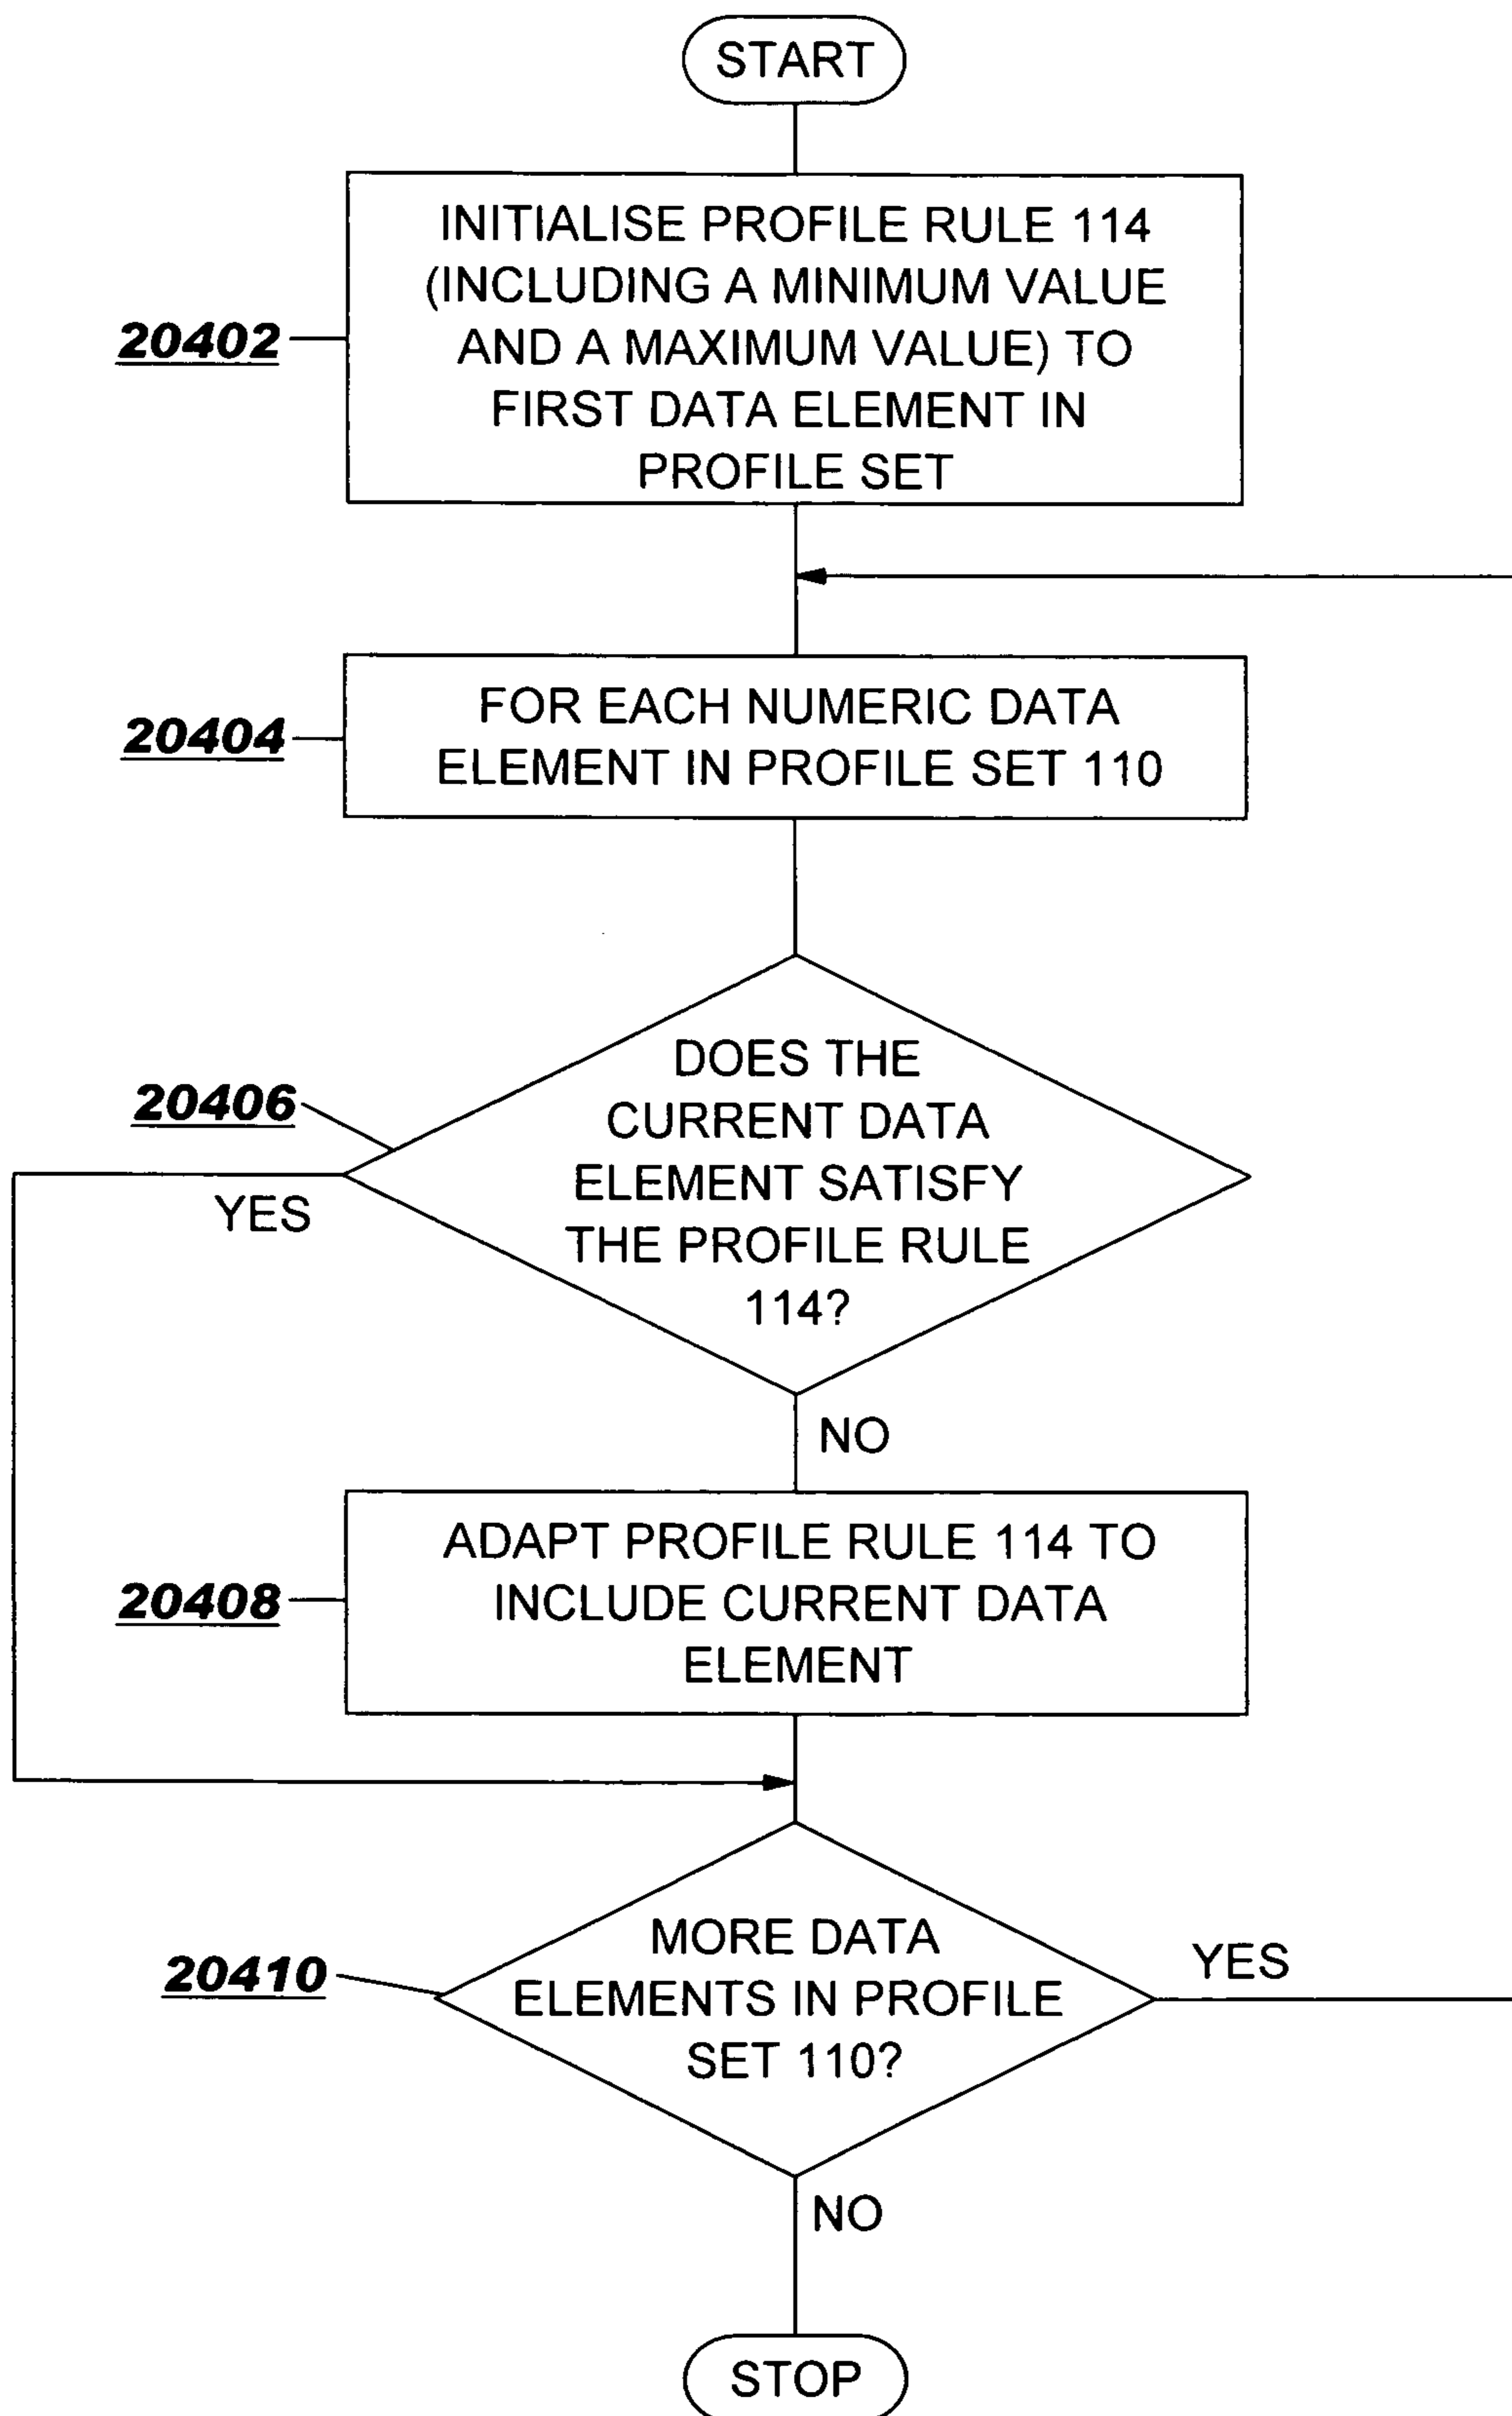 START
INITIALISE PROFILE RULE 114
(INCLUDING A MINIMUM VALUE
AND A MAXIMUM VALUE) TO
FIRST DATA ELEMENT IN
PROFILE SET
20402
FOR EACH NUMERIC DATA
ELEMENT IN PROFILE SET 110
20404
DOES THE
CURRENT DATA
ELEMENT SATISFY
THE PROFILE RULE
114?
20406
YES
NO
ADAPT PROFILE RULE 114 TO
INCLUDE CURRENT DATA
ELEMENT
20408
MORE DATA
ELEMENTS IN PROFILE
SET 110?
20410
YES
NO
STOP